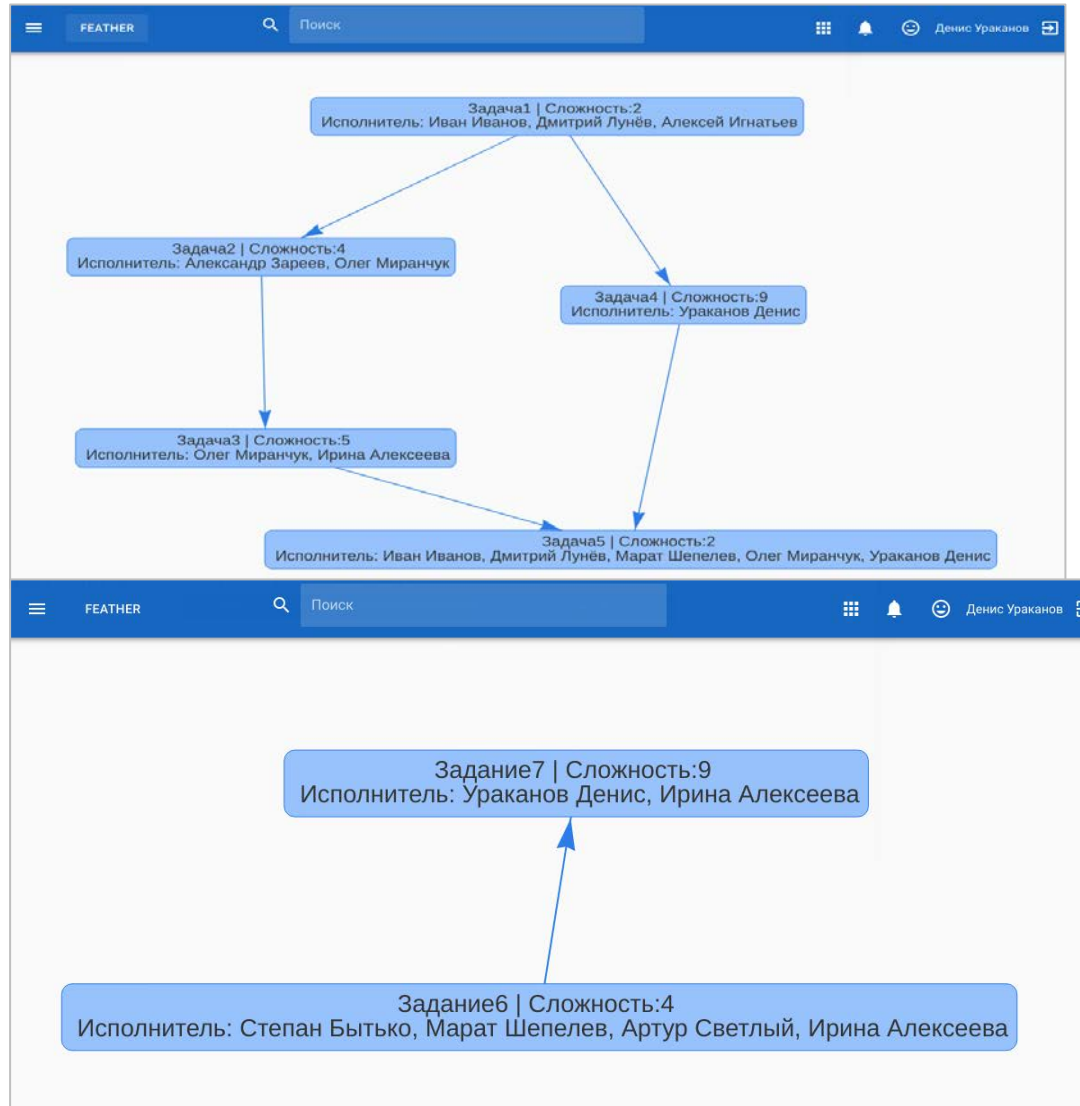 FEATHER
Поиск
Денис Ураканов
Задача1 | Сложность:2
Исполнитель: Иван Иванов, Дмитрий Лунёв, Алексей Игнатьев
Задача2 | Сложность:4
Исполнитель: Александр Зареев, Олег Миранчук
Задача4 | Сложность:9
Исполнитель: Ураканов Денис
Задача3 | Сложность:5
Исполнитель: Олег Миранчук, Ирина Алексеева
Задача5 | Сложность:2
Исполнитель: Иван Иванов, Дмитрий Лунёв, Марат Шепелев, Олег Миранчук, Ураканов Денис
FEATHER
Поиск
Денис Ураканов
Задание7 | Сложность:9
Исполнитель: Ураканов Денис, Ирина Алексеева
Задание6 | Сложность:4
Исполнитель: Степан Бытько, Марат Шепелев, Артур Светлый, Ирина Алексеева